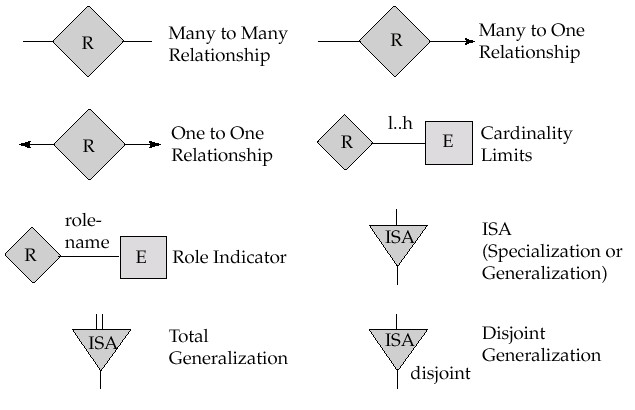 R
Many to Many
Relationship
R
Many to One
Relationship
R
One to One
Relationship
R
l..h
E
Cardinality
Limits
R
role-
name
E
Role Indicator
ISA
ISA
(Specialization or
Generalization)
ISA
Total
Generalization
ISA
disjoint
Disjoint
Generalization